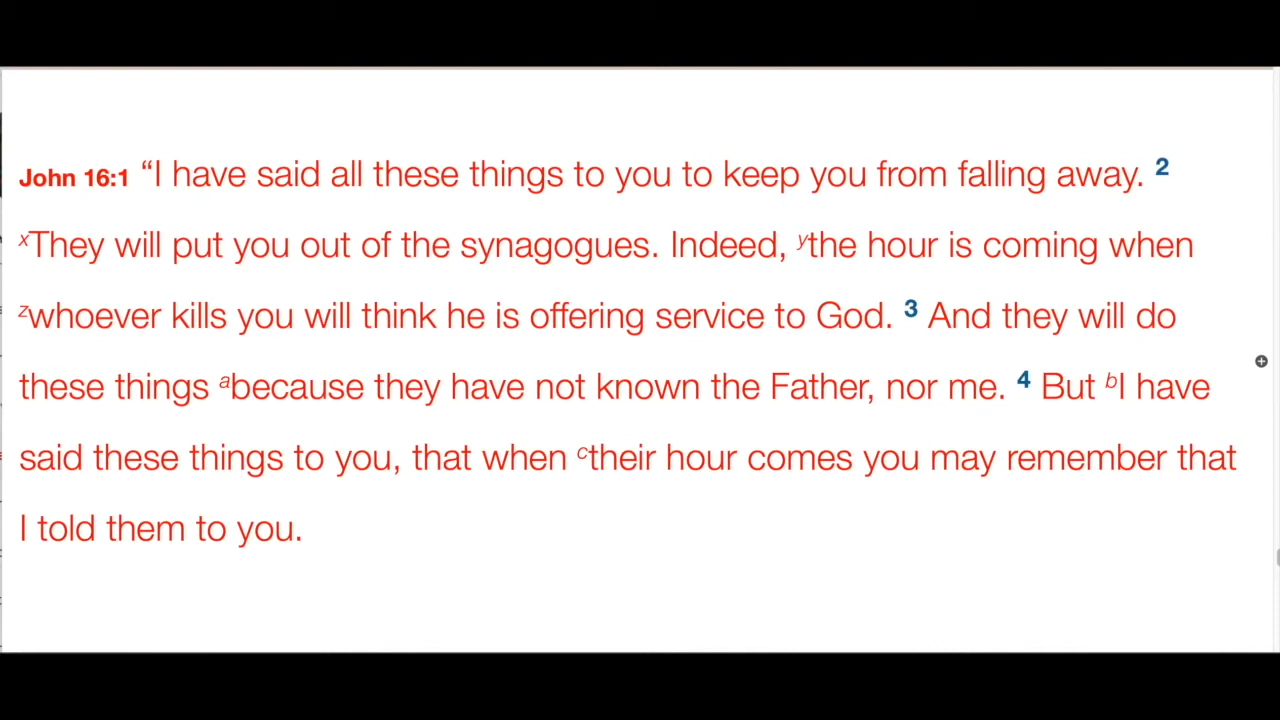 John 16:1 “I have said all these things to you to keep you from falling away. 2
xThey will put you out of the synagogues. Indeed, ythe hour is coming when
zwhoever kills you will think he is offering service to God. 3 And they will do
these things abecause they have not known the Father, nor me. 4 But bI have
said these things to you, that when ctheir hour comes you may remember that
I told them to you.